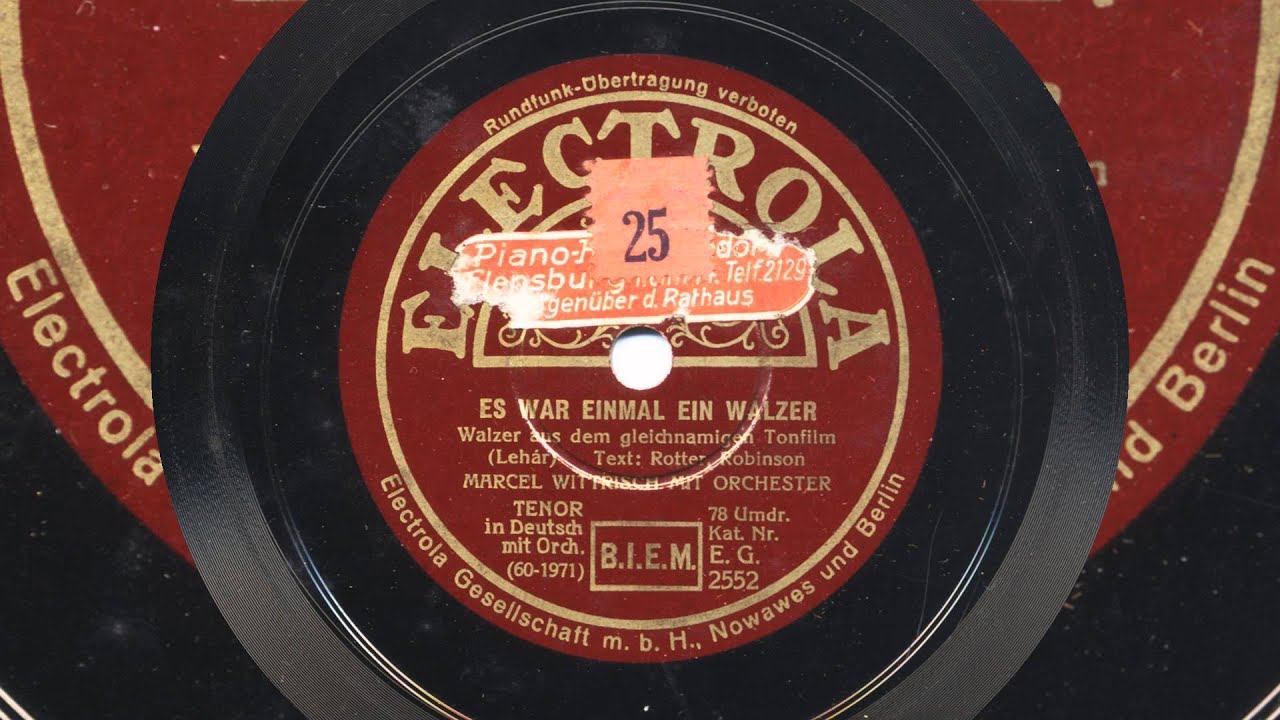 Rundfunk-Übertragung verboten
ELECTROLA
25
Piano-
Telf. 2129
genüber d. Rathaus
ES WAR EINMAL EIN WALZER
Walzer aus dem gleichnamigen Tonfilm
(Lehár) Text: Rotter, Robinson
MARCEL WITTRISCH MIT ORCHESTER
TENOR
in Deutsch
mit Orch.
(60-1971)
B.I.E.M.
78 Umdr.
Kat. Nr.
E. G.
2552
Electrola Gesellschaft m. b. H., Nowawes und Berlin
Electrola
nd Berlin